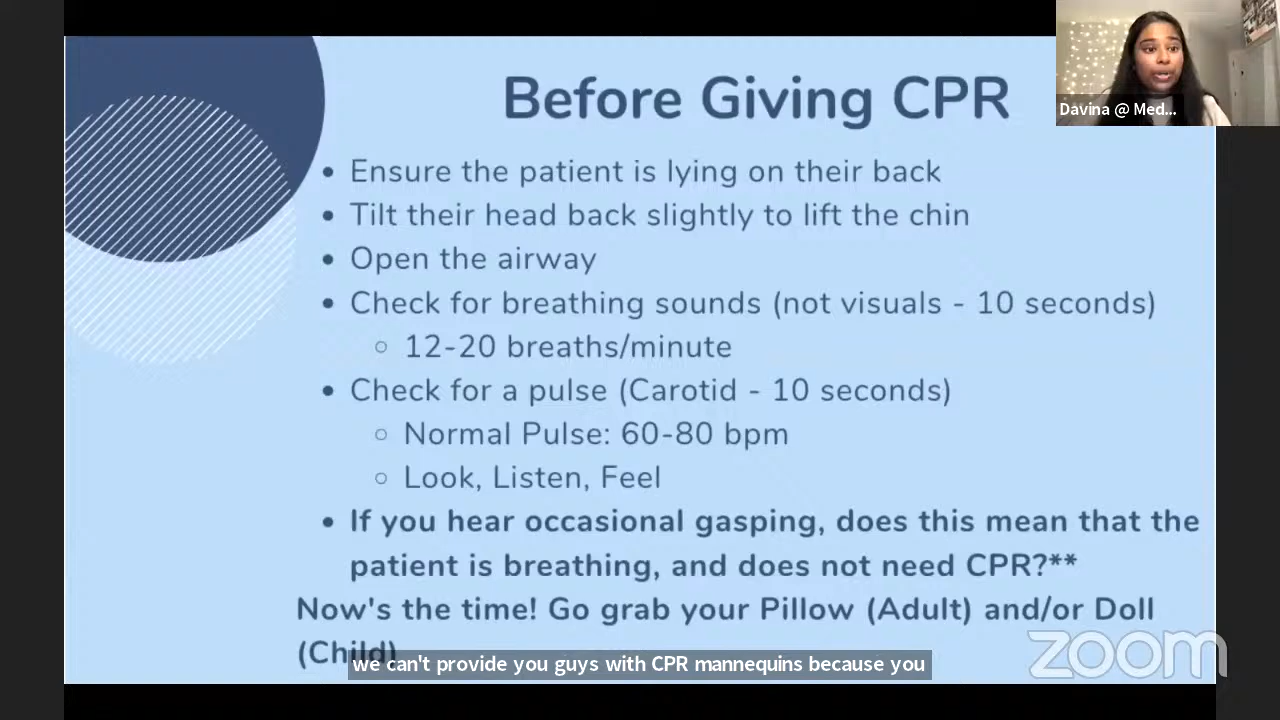 Before Giving CPR
Davina @ Med...
• Ensure the patient is lying on their back
• Tilt their head back slightly to lift the chin
• Open the airway
• Check for breathing sounds (not visuals - 10 seconds)
○ 12-20 breaths/minute
• Check for a pulse (Carotid - 10 seconds)
○ Normal Pulse: 60-80 bpm
○ Look, Listen, Feel
• If you hear occasional gasping, does this mean that the
patient is breathing, and does not need CPR?**
Now's the time! Go grab your Pillow (Adult) and/or Doll
(Child)
we can't provide you guys with CPR mannequins because you
zoom